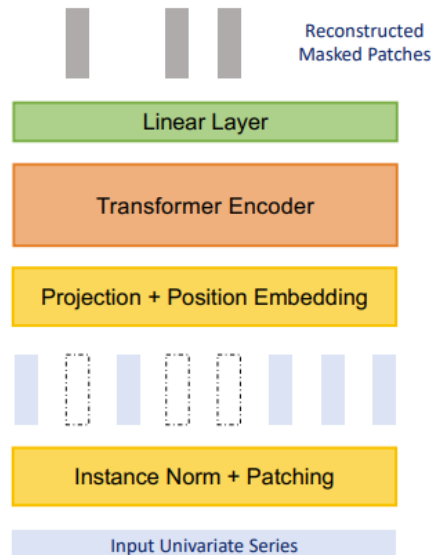 Reconstructed
Masked Patches
Linear Layer
Transformer Encoder
Projection + Position Embedding
Instance Norm + Patching
Input Univariate Series